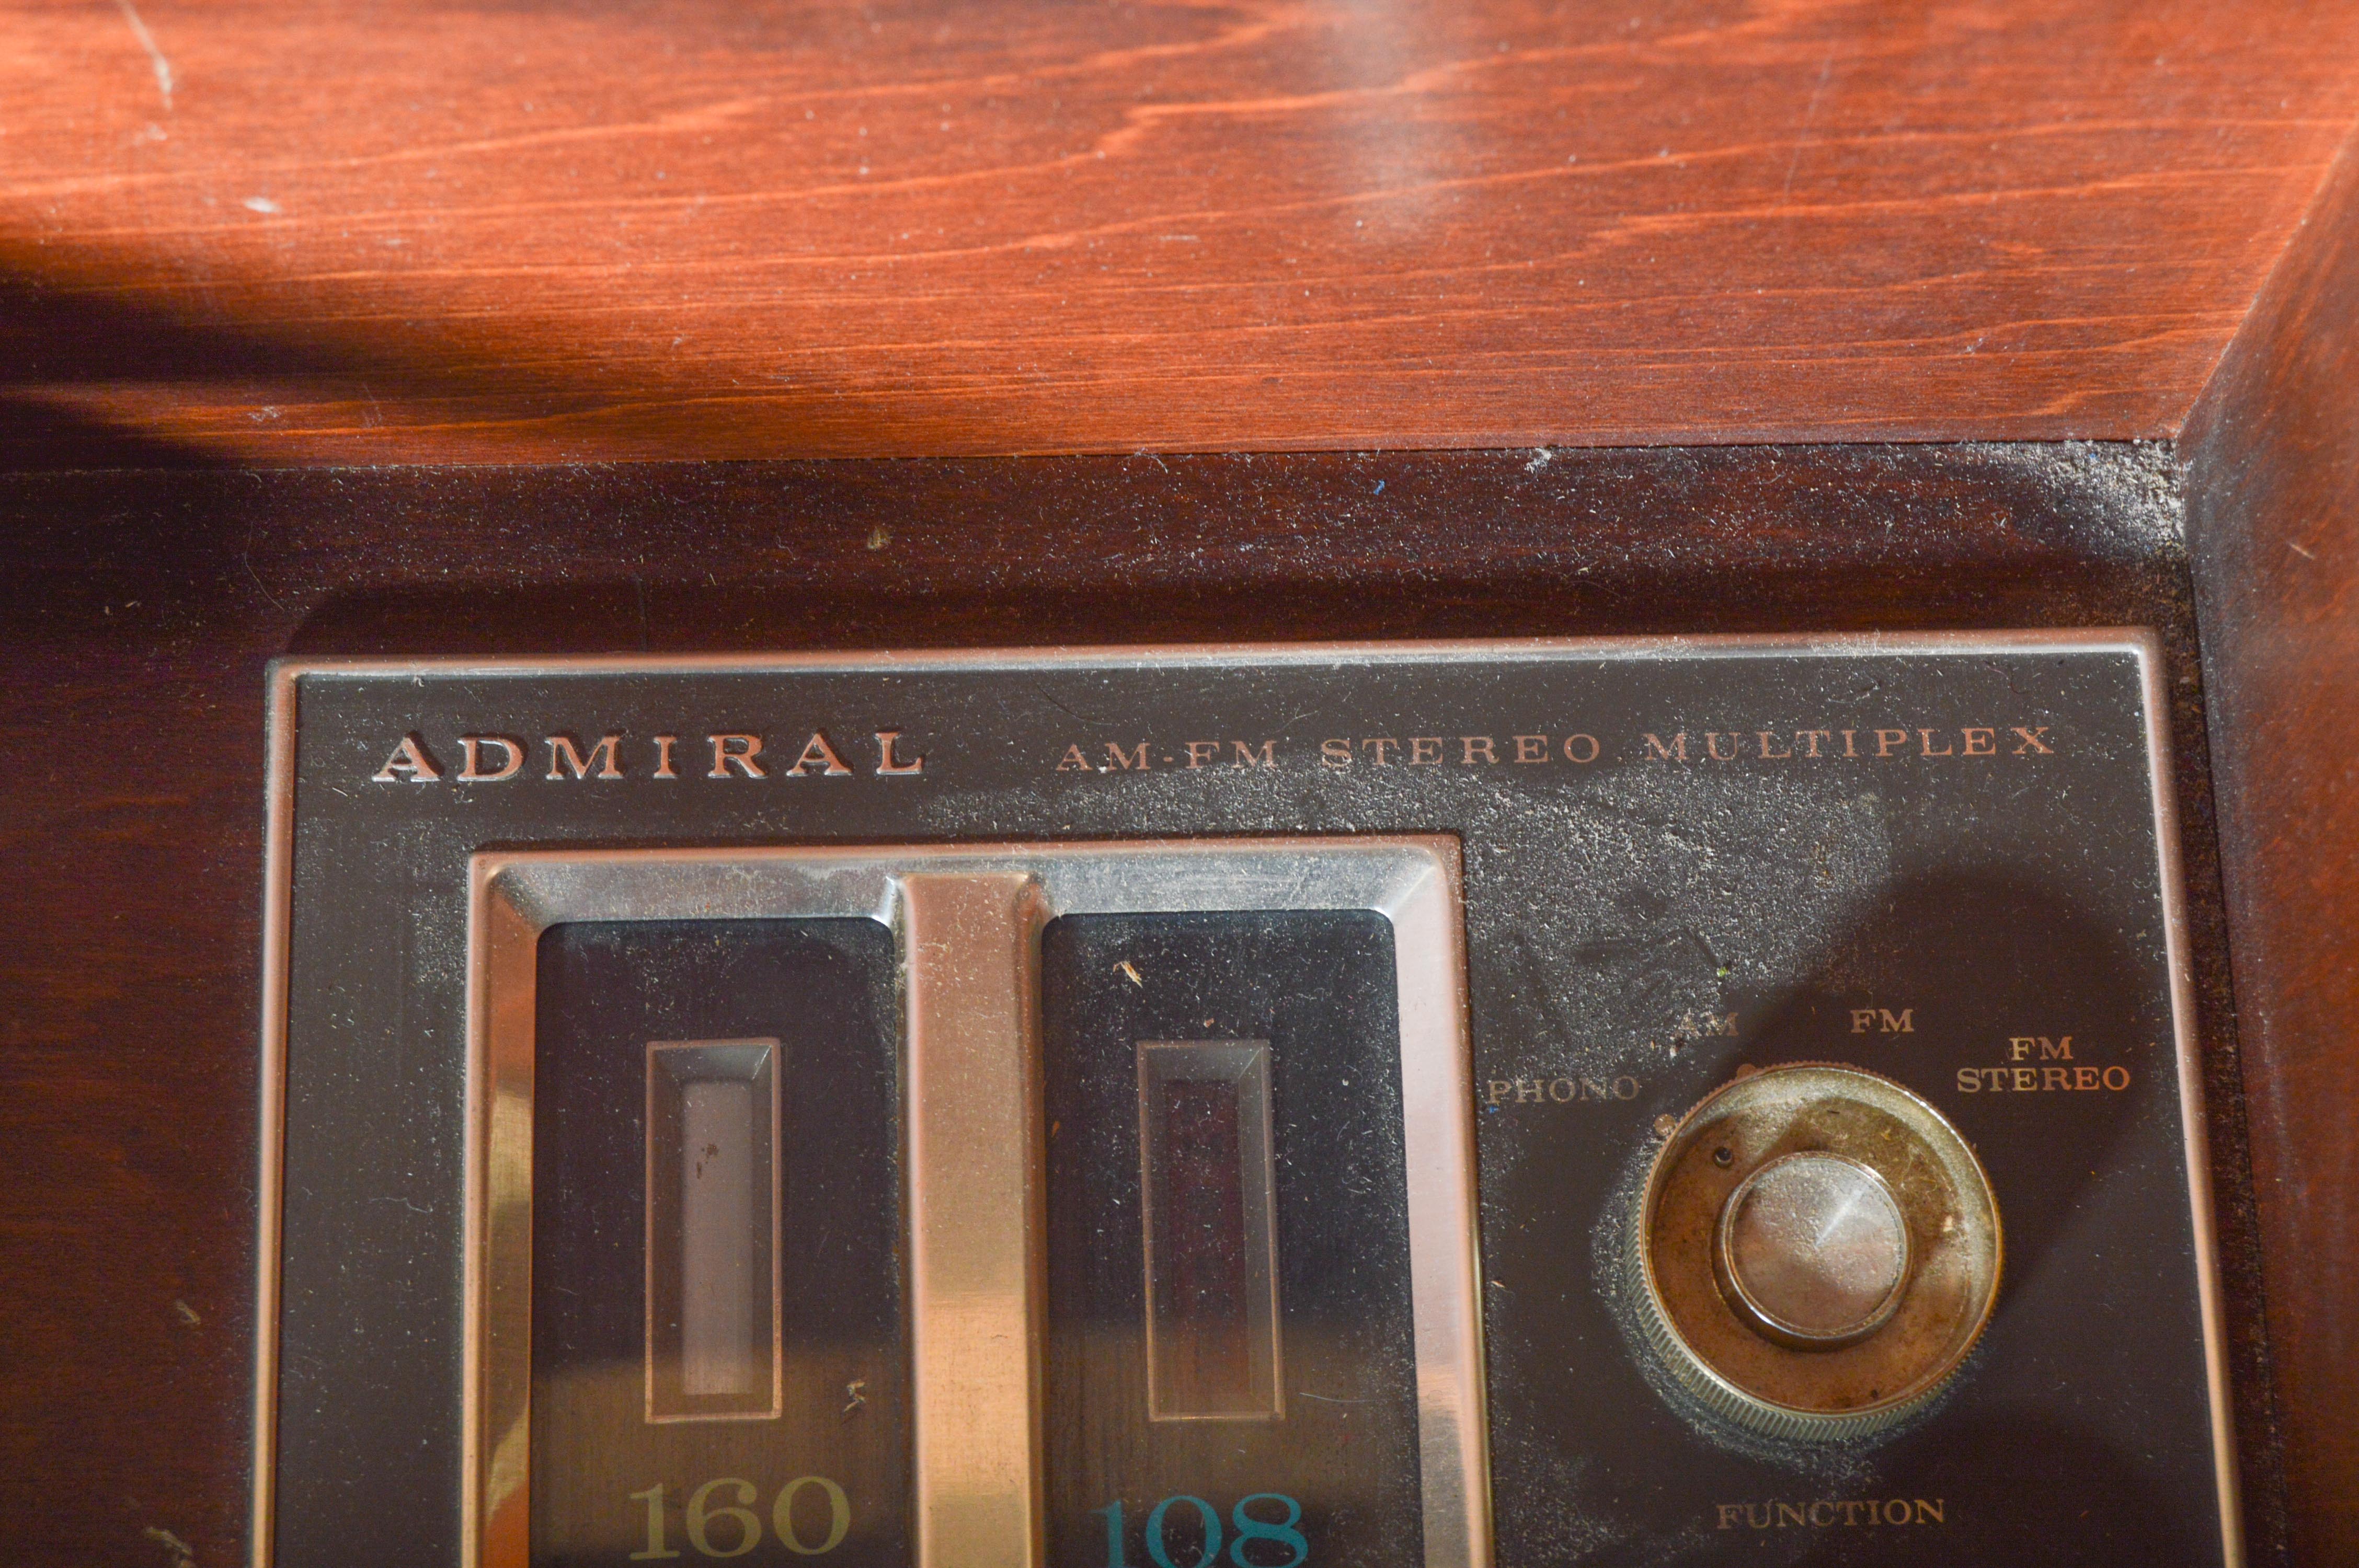 ADMIRAL AM-FM STEREO MULTIPLEX
AM FM
PHONO FM
STEREO
160 108
FUNCTION